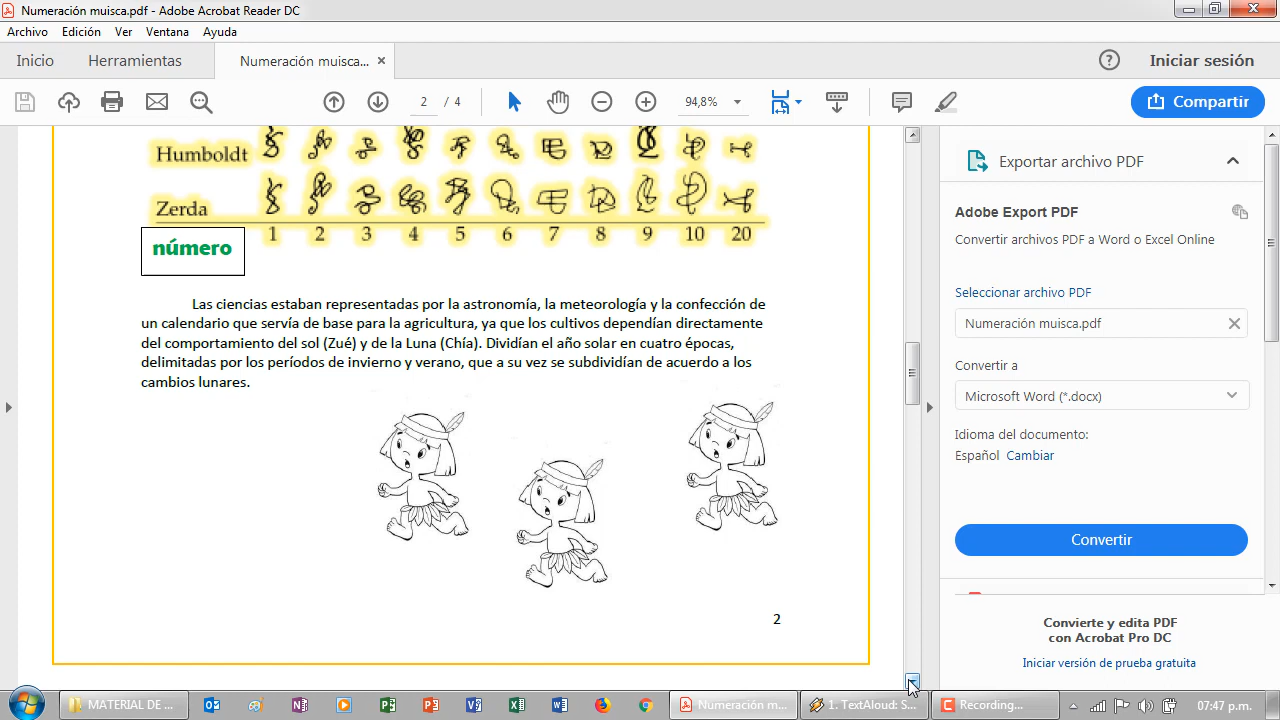 Numeración muisca.pdf - Adobe Acrobat Reader DC
Archivo Edición Ver Ventana Ayuda
Inicio Herramientas Numeración muisca... × Iniciar sesión
2 / 4 94,8% Compartir
Humboldt
Zerda
número 1 2 3 4 5 6 7 8 9 10 20
Las ciencias estaban representadas por la astronomía, la meteorología y la confección de
un calendario que servía de base para la agricultura, ya que los cultivos dependían directamente
del comportamiento del sol (Zué) y de la Luna (Chía). Dividían el año solar en cuatro épocas,
delimitadas por los períodos de invierno y verano, que a su vez se subdividían de acuerdo a los
cambios lunares.
2
Exportar archivo PDF
Adobe Export PDF
Convertir archivos PDF a Word o Excel Online
Seleccionar archivo PDF
Numeración muisca.pdf
Convertir a
Microsoft Word (*.docx)
Idioma del documento:
Español Cambiar
Convertir
Convierte y edita PDF
con Acrobat Pro DC
Iniciar versión de prueba gratuita
MATERIAL DE ... Numeración m... 1. TextAloud: S... Recording... 07:47 p.m.